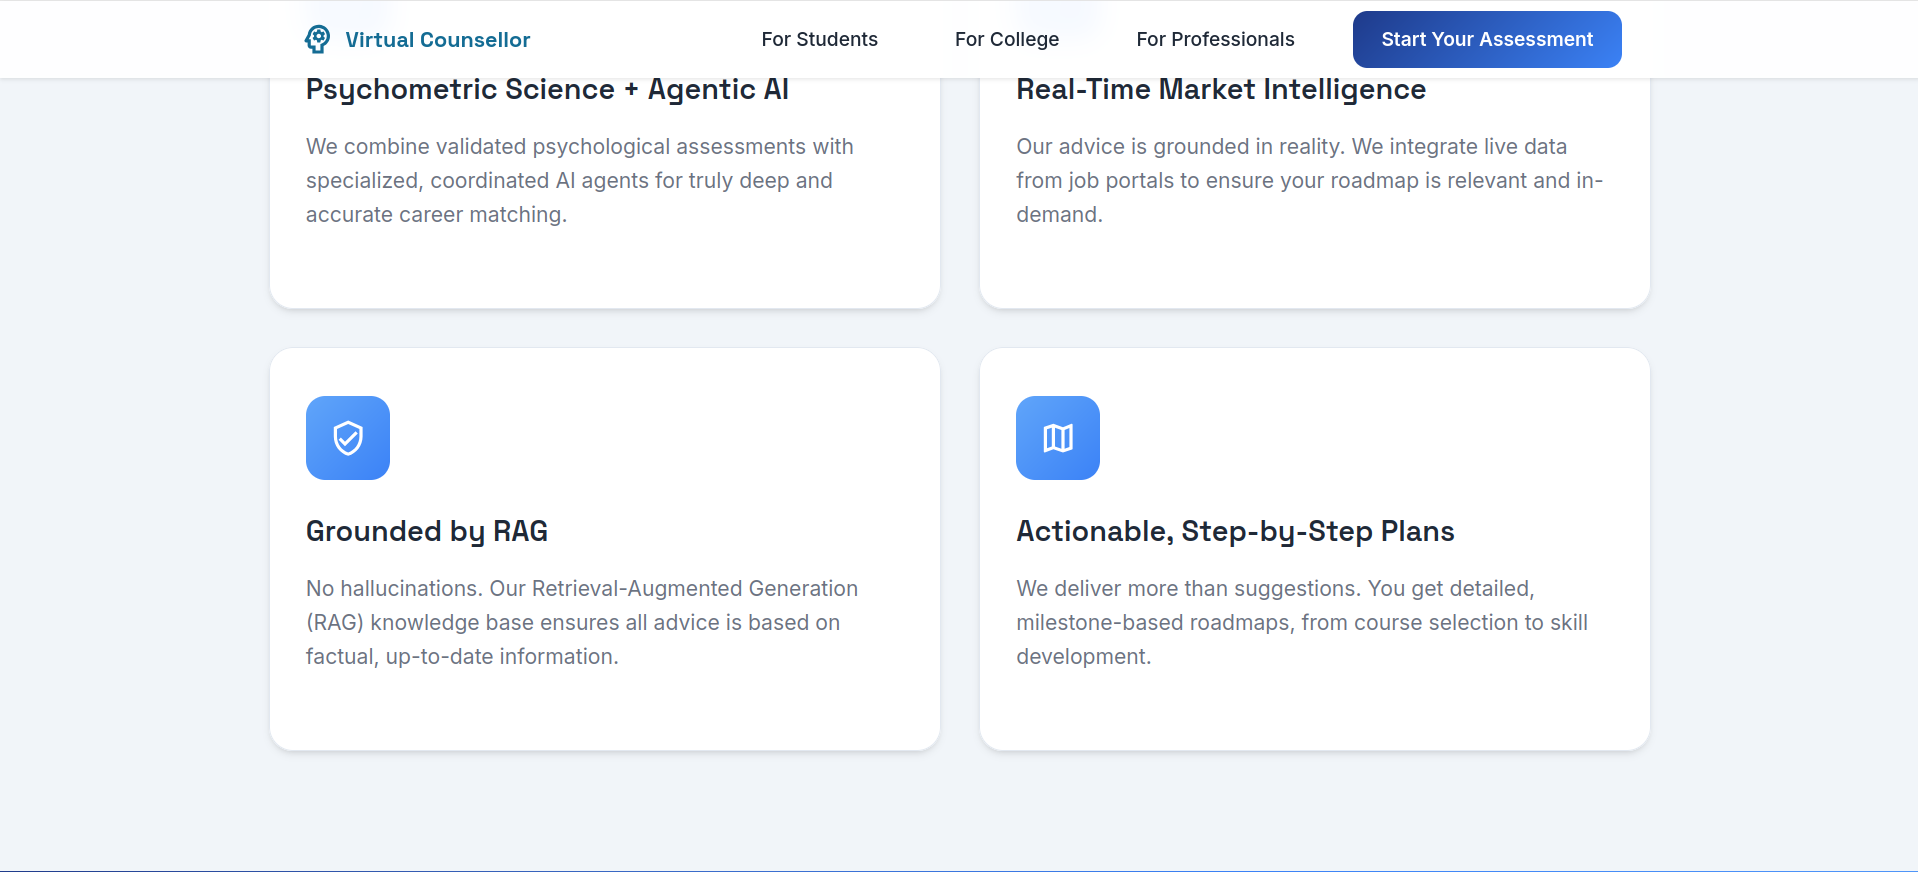 Virtual Counsellor
For Students
For College
For Professionals
Start Your Assessment
Psychometric Science + Agentic AI
We combine validated psychological assessments with
specialized, coordinated AI agents for truly deep and
accurate career matching.
Real-Time Market Intelligence
Our advice is grounded in reality. We integrate live data
from job portals to ensure your roadmap is relevant and in-
demand.
Grounded by RAG
No hallucinations. Our Retrieval-Augmented Generation
(RAG) knowledge base ensures all advice is based on
factual, up-to-date information.
Actionable, Step-by-Step Plans
We deliver more than suggestions. You get detailed,
milestone-based roadmaps, from course selection to skill
development.